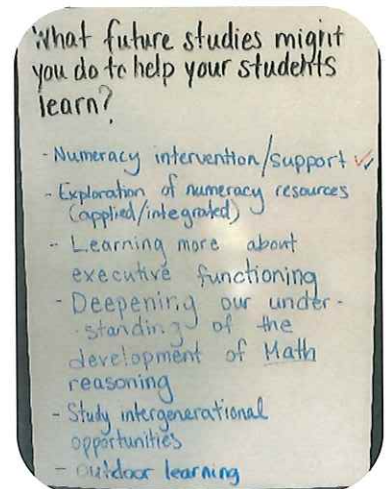 What future studies might
you do to help your students
learn?
- Numeracy intervention/support ✓✓
- Exploration of numeracy resources
(applied/integrated)
- Learning more about
executive functioning
- Deepening our under-
-standing of the
development of Math
reasoning
- Study intergenerational
opportunities
- outdoor learning